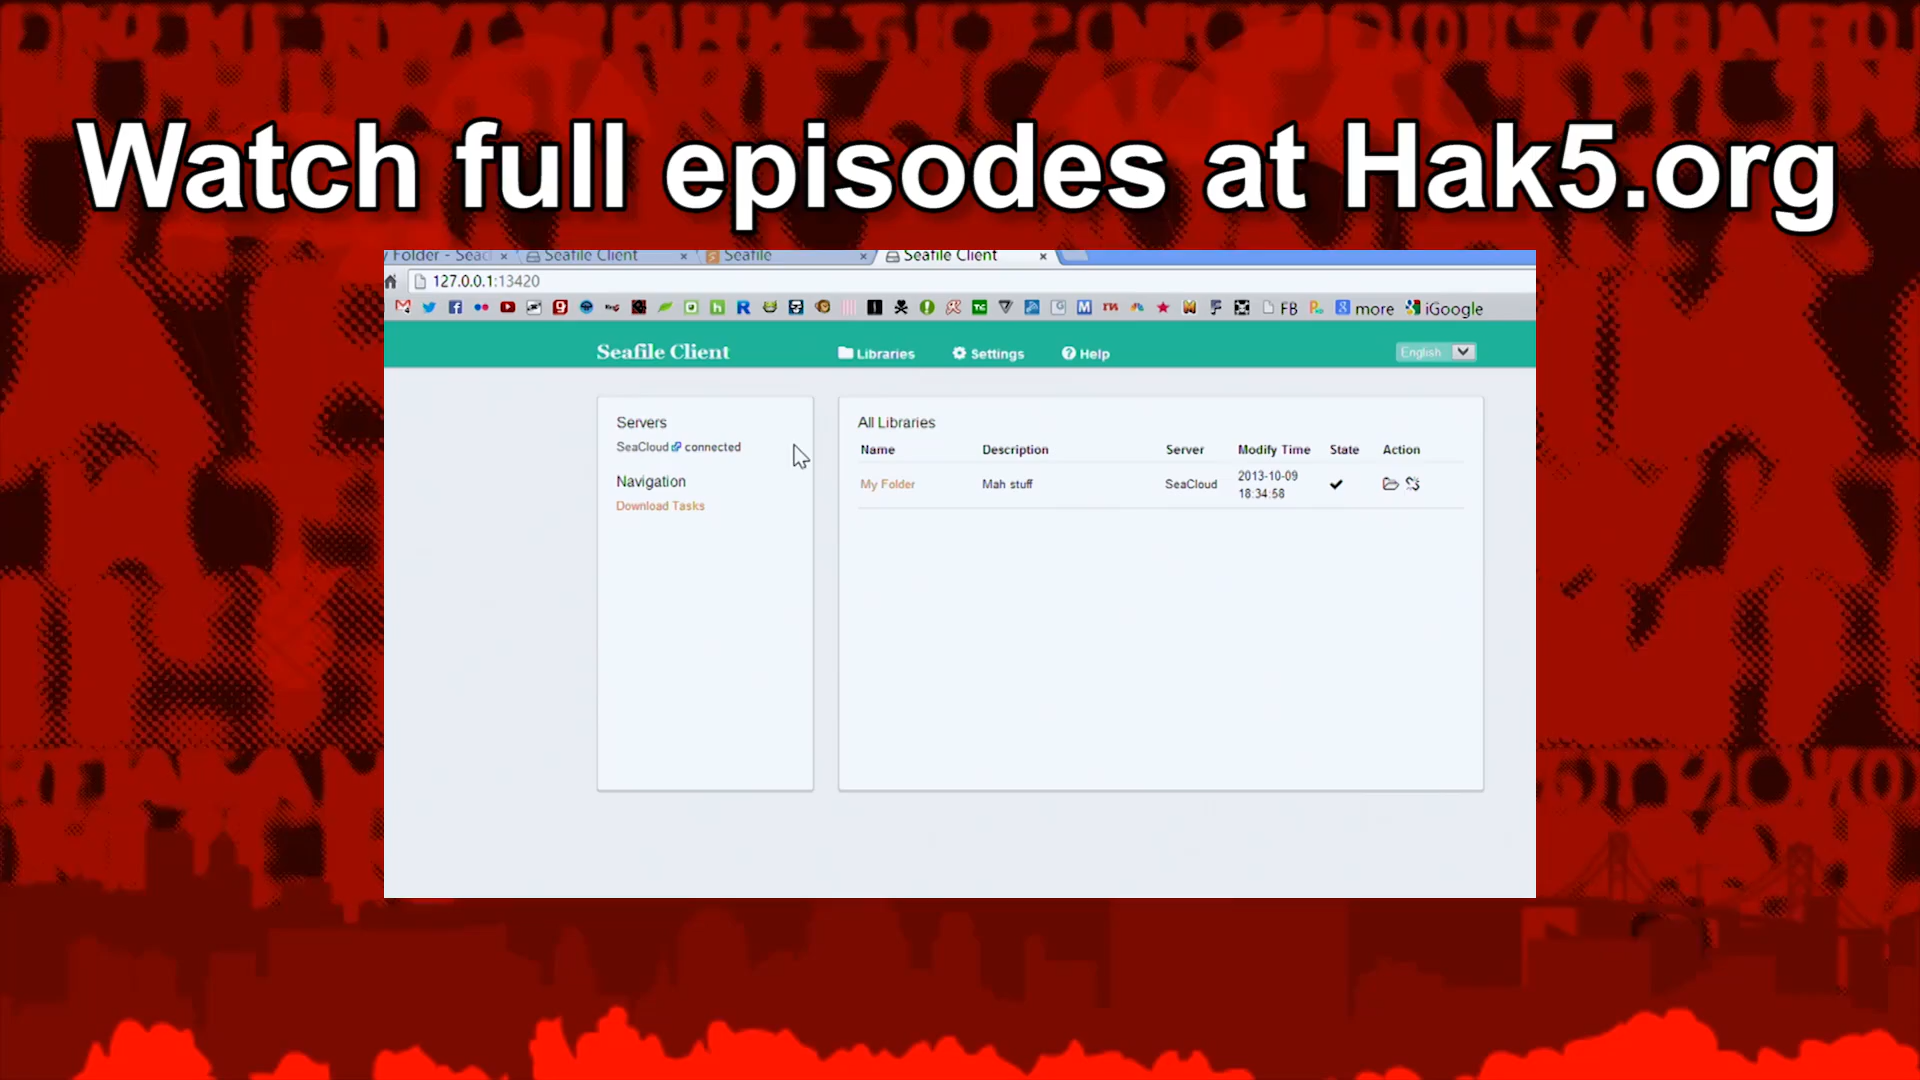 Watch full episodes at Hak5.org
Folder - Seac
Seafile Client
Seafile
Seafile Client
127.0.0.1:13420
FB
more
iGoogle
Seafile Client
Libraries
Settings
Help
English
Servers
SeaCloud connected
Navigation
Download Tasks
All Libraries
Name Description Server Modify Time State Action
My Folder Mah stuff SeaCloud 2013-10-09
18:34:58